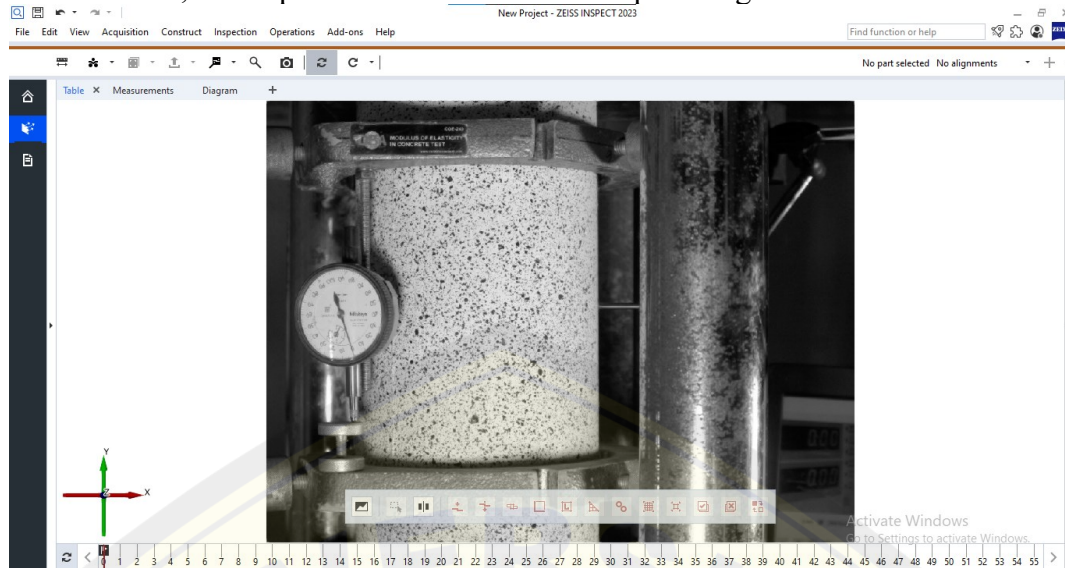 New Project - ZEISS INSPECT 2023
File Edit View Acquisition Construct Inspection Operations Add-ons Help
Find function or help
ZEISS
No part selected No alignments
Table Measurements Diagram
MODULUS OF ELASTICITY
IN CONCRETE TEST
Mitutoyo
Y
Z
X
Activate Windows
Go to Settings to activate Windows.
0 1 2 3 4 5 6 7 8 9 10 11 12 13 14 15 16 17 18 19 20 21 22 23 24 25 26 27 28 29 30 31 32 33 34 35 36 37 38 39 40 41 42 43 44 45 46 47 48 49 50 51 52 53 54 55